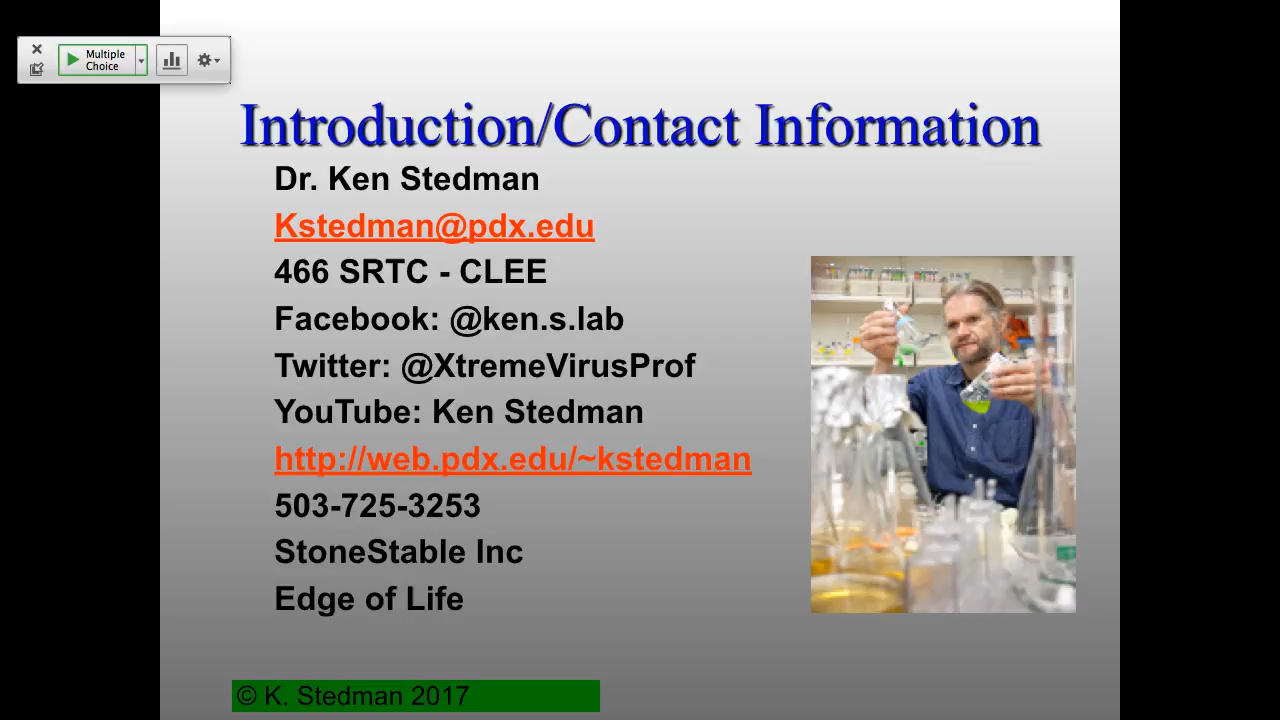 Multiple
Choice
Introduction/Contact Information
Dr. Ken Stedman
Kstedman@pdx.edu
466 SRTC - CLEE
Facebook: @ken.s.lab
Twitter: @XtremeVirusProf
YouTube: Ken Stedman
http://web.pdx.edu/~kstedman
503-725-3253
StoneStable Inc
Edge of Life
© K. Stedman 2017